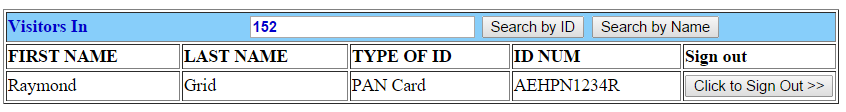 Visitors In 152 Search by ID Search by Name
FIRST NAME LAST NAME TYPE OF ID ID NUM Sign out
Raymond Grid PAN Card AEHPN1234R Click to Sign Out >>